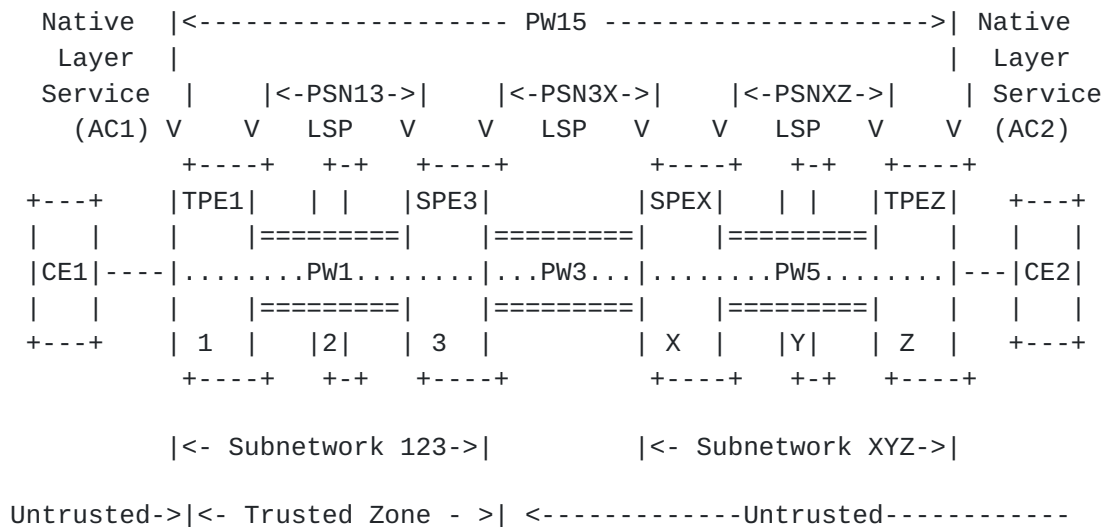 Native  |<-------------------- PW15 -------------------->| Native
 Layer  |                                                |  Layer
Service  |    |<-PSN13->|    |<-PSN3X->|    |<-PSNXZ->|   | Service
  (AC1) V    V   LSP   V    V   LSP   V    V   LSP   V    V  (AC2)
         +----+   +-+   +----+         +----+   +-+   +----+
+---+   |TPE1|   | |   |SPE3|         |SPEX|   | |   |TPEZ|   +---+
|   |   |    |=========|    |=========|    |=========|    |   |   |
|CE1|----|........PW1........|...PW3...|........PW5........|---|CE2|
|   |   |    |=========|    |=========|    |=========|    |   |   |
+---+   | 1  |   |2|   | 3  |         | X  |   |Y|   | Z  |   +---+
         +----+   +-+   +----+         +----+   +-+   +----+
|<- Subnetwork 123->|         |<- Subnetwork XYZ->|
Untrusted->|<- Trusted Zone - >| <-------------Untrusted------------